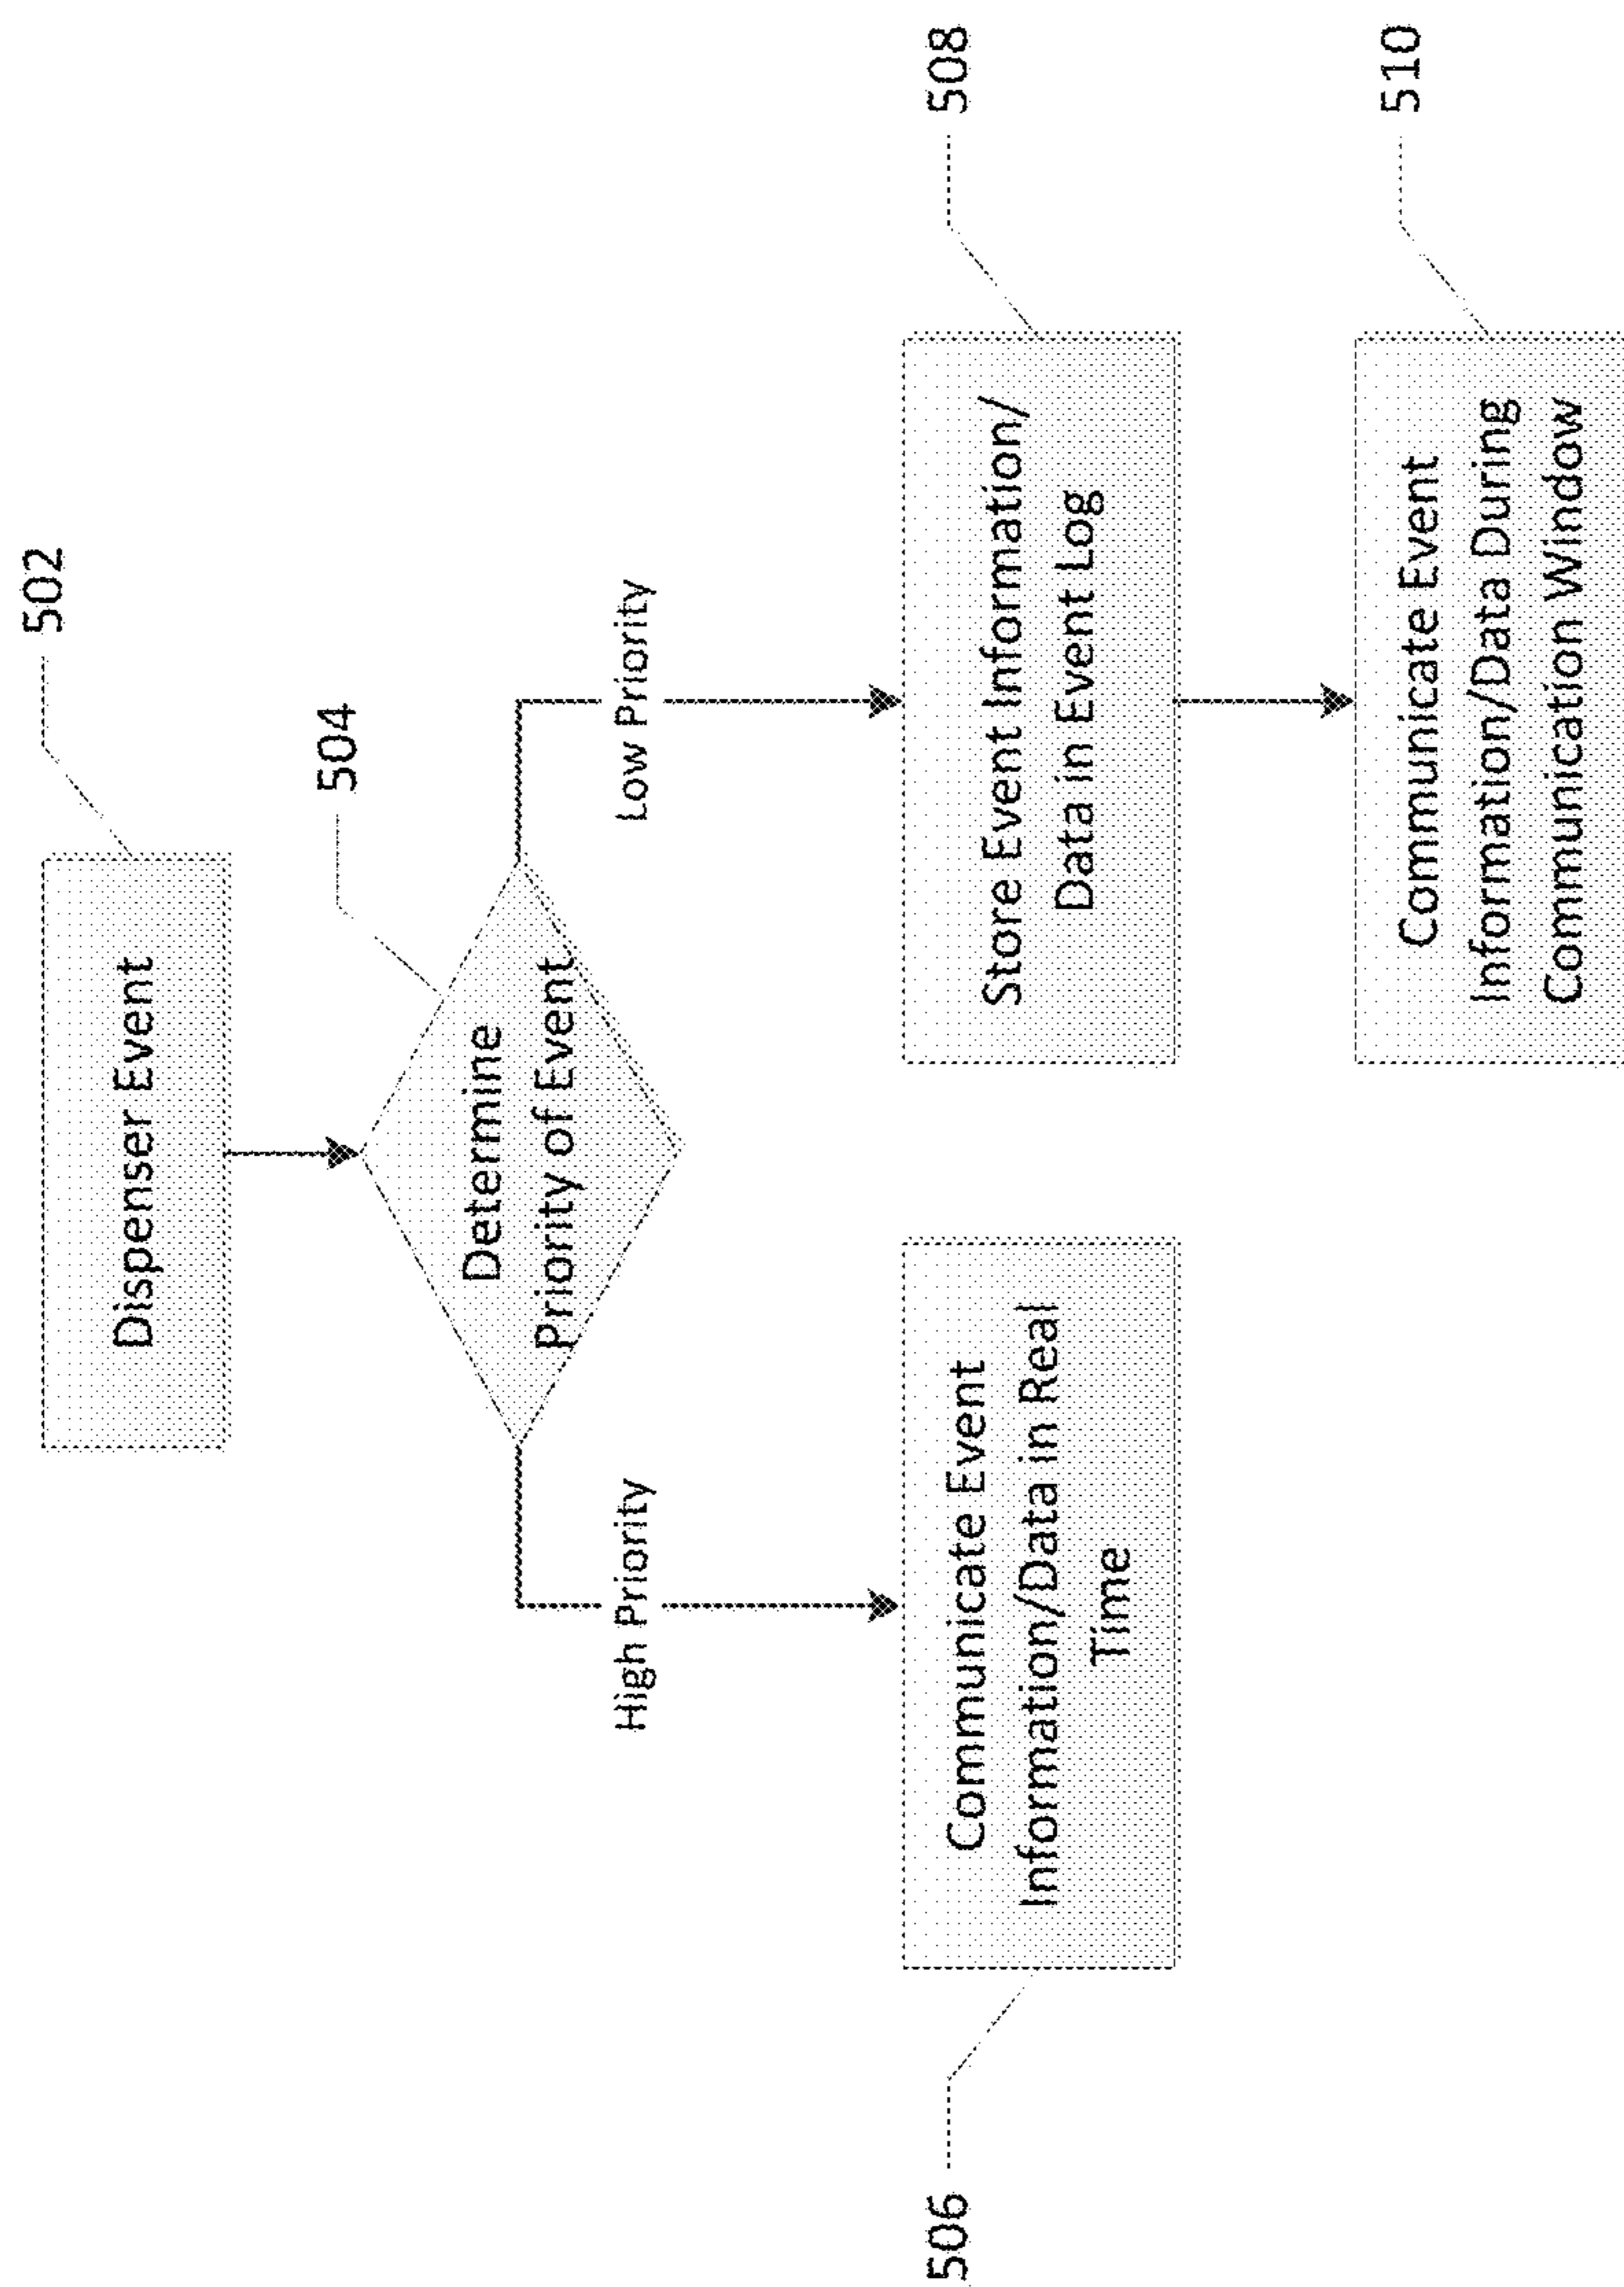 502
Dispenser Event
504
Determine
Priority of Event
High Priority
Low Priority
506
Communicate Event
Information/Data in Real
Time
508
Store Event Information/
Data in Event Log
510
Communicate Event
Information/Data During
Communication Window